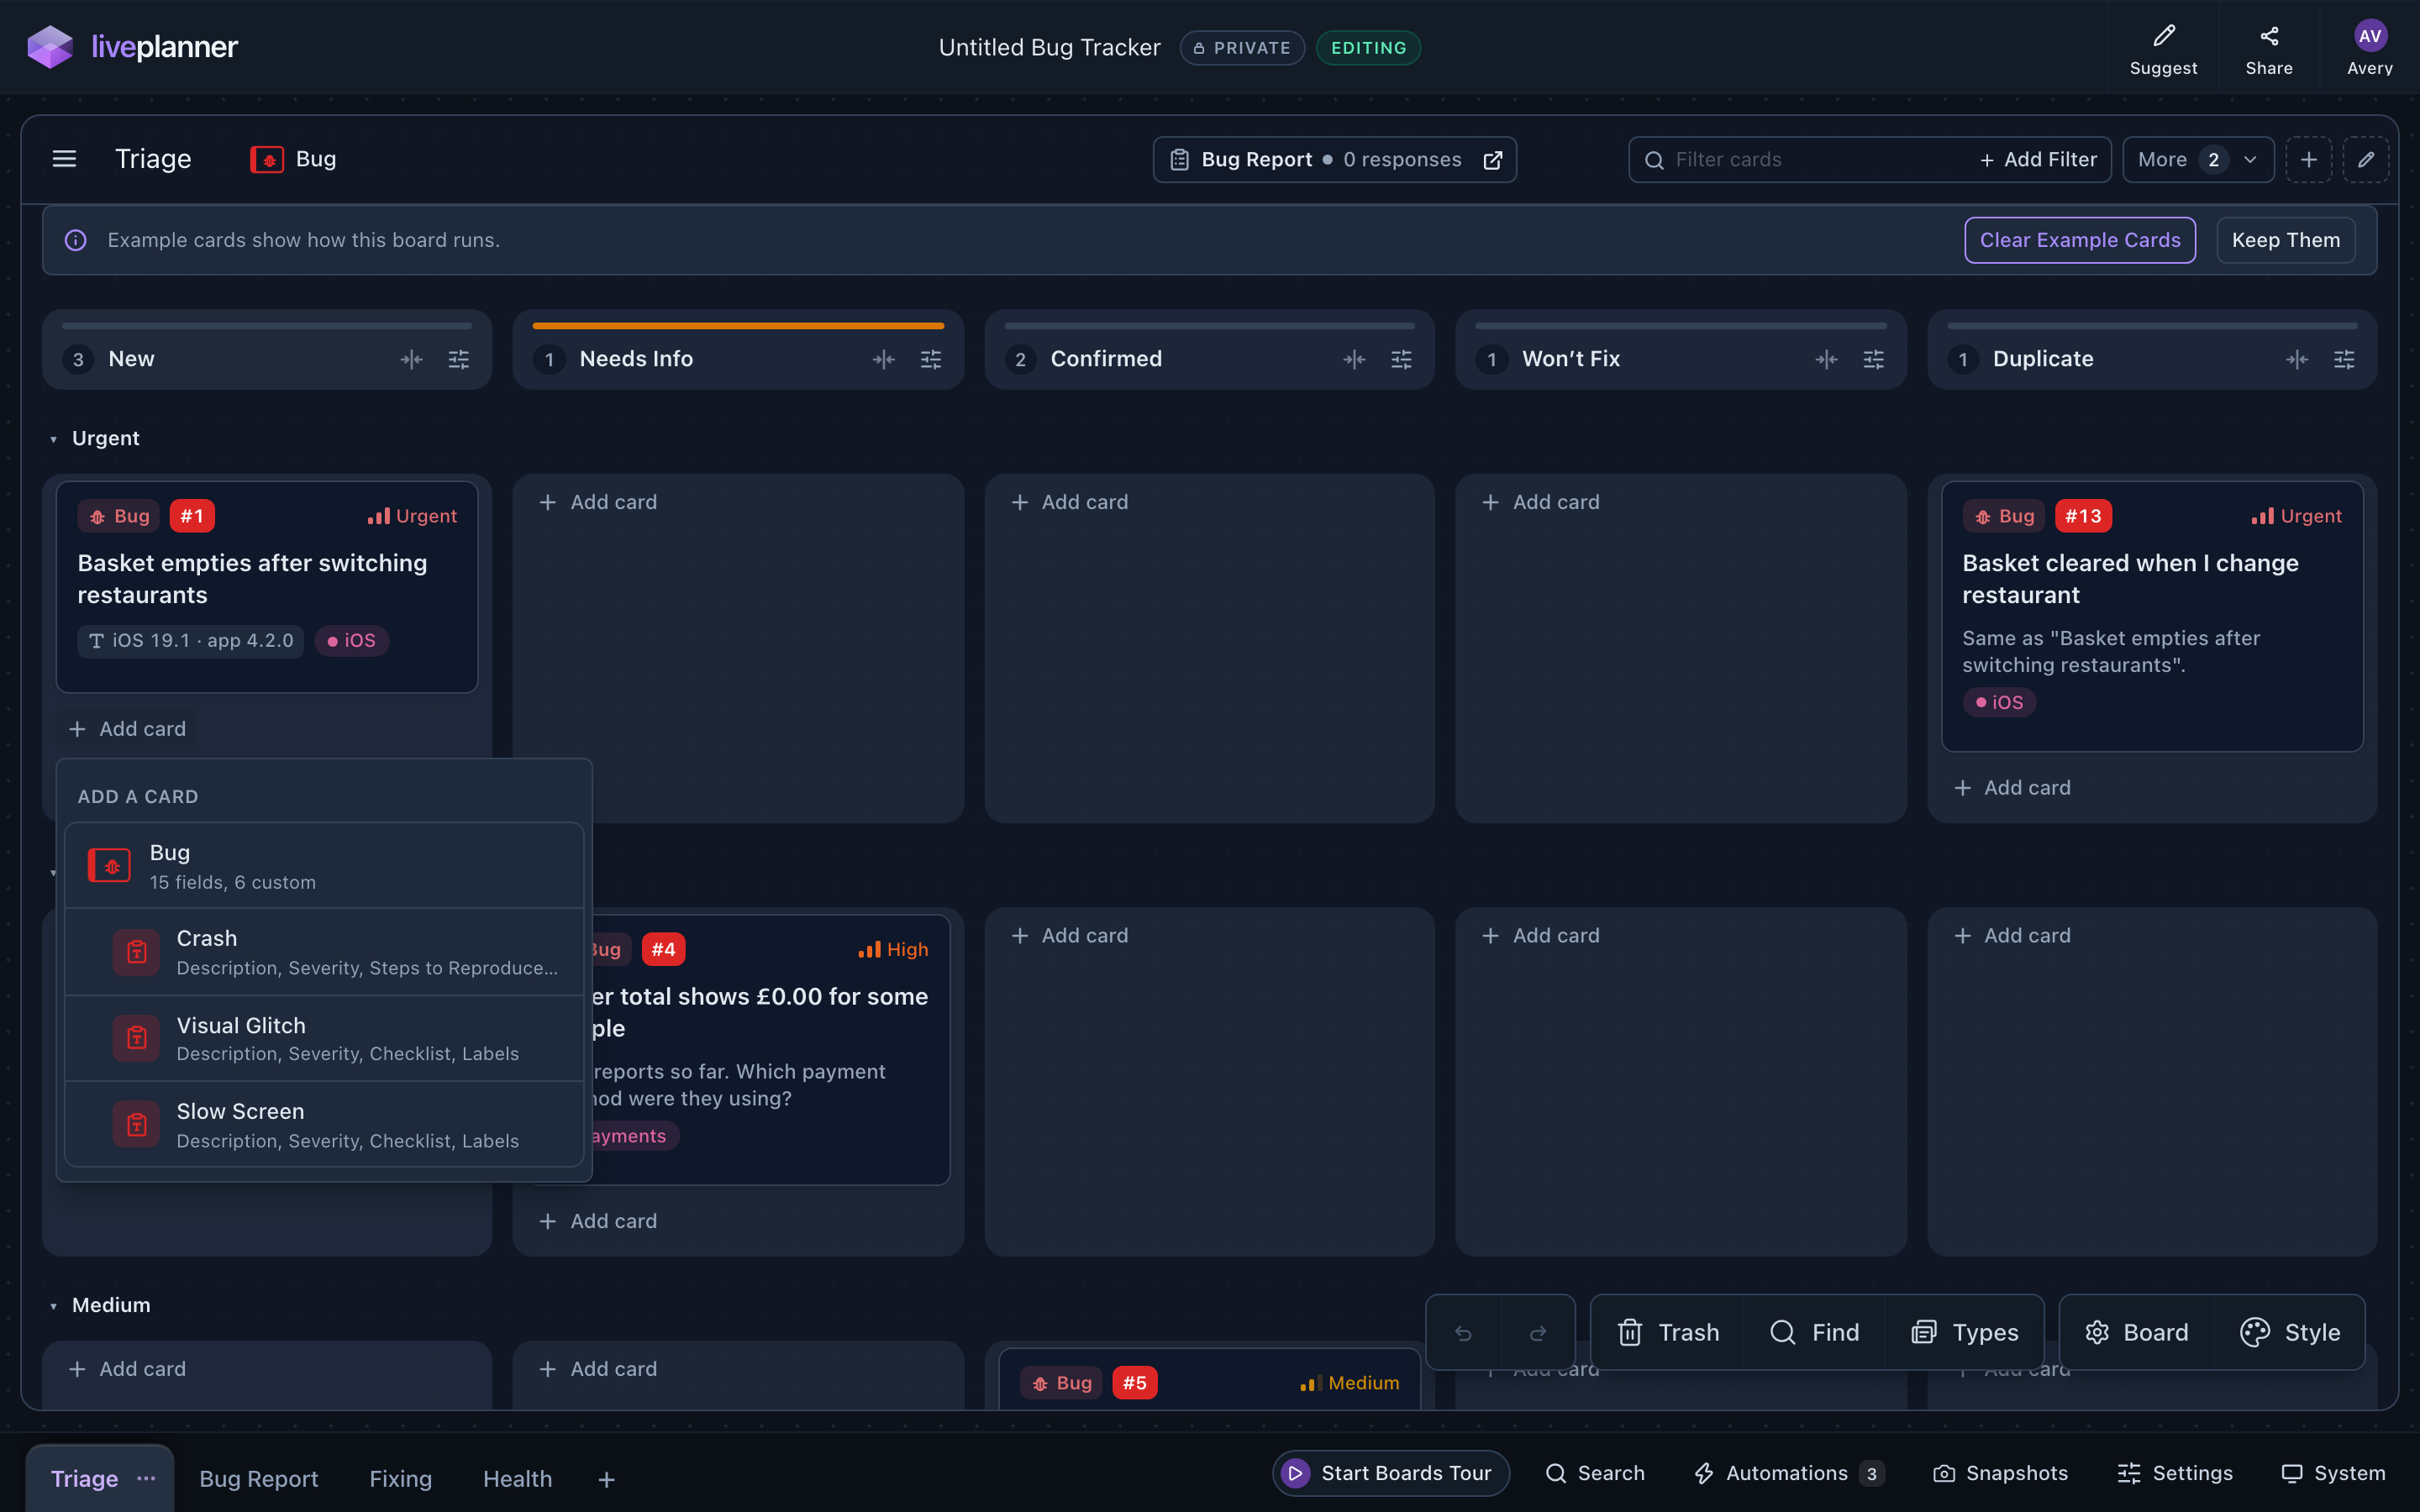 liveplanner
Untitled Bug Tracker
PRIVATE
EDITING
Suggest
Share
AV
Avery
Triage
Bug
Bug Report
0 responses
Filter cards
Add Filter
More 2
Example cards show how this board runs.
Clear Example Cards
Keep Them
3 New
1 Needs Info
2 Confirmed
1 Won’t Fix
1 Duplicate
Urgent
Bug #1 Urgent
Basket empties after switching
restaurants
iOS 19.1 · app 4.2.0
iOS
Add card
Add card
Add card
Add card
Bug #13 Urgent
Basket cleared when I change
restaurant
Same as "Basket empties after
switching restaurants".
iOS
Add card
ADD A CARD
Bug
15 fields, 6 custom
Crash
Description, Severity, Steps to Reproduce…
Visual Glitch
Description, Severity, Checklist, Labels
Slow Screen
Description, Severity, Checklist, Labels
#4 High
total shows £0.00 for some
reports so far. Which payment
were they using?
Add card
Add card
Add card
Add card
Medium
Add card
Add card
Bug #5 Medium
Add card
Add card
Trash
Find
Types
Board
Style
Triage
Bug Report
Fixing
Health
Start Boards Tour
Search
Automations 3
Snapshots
Settings
System